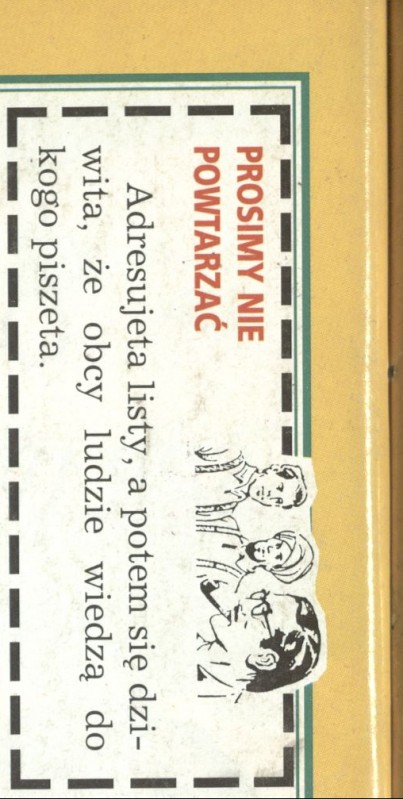 PROSIMY NIE
POWTARZAĆ
Adresujeta listy, a potem się dzi-
wita, że obcy ludzie wiedzą do
kogo piszeta.